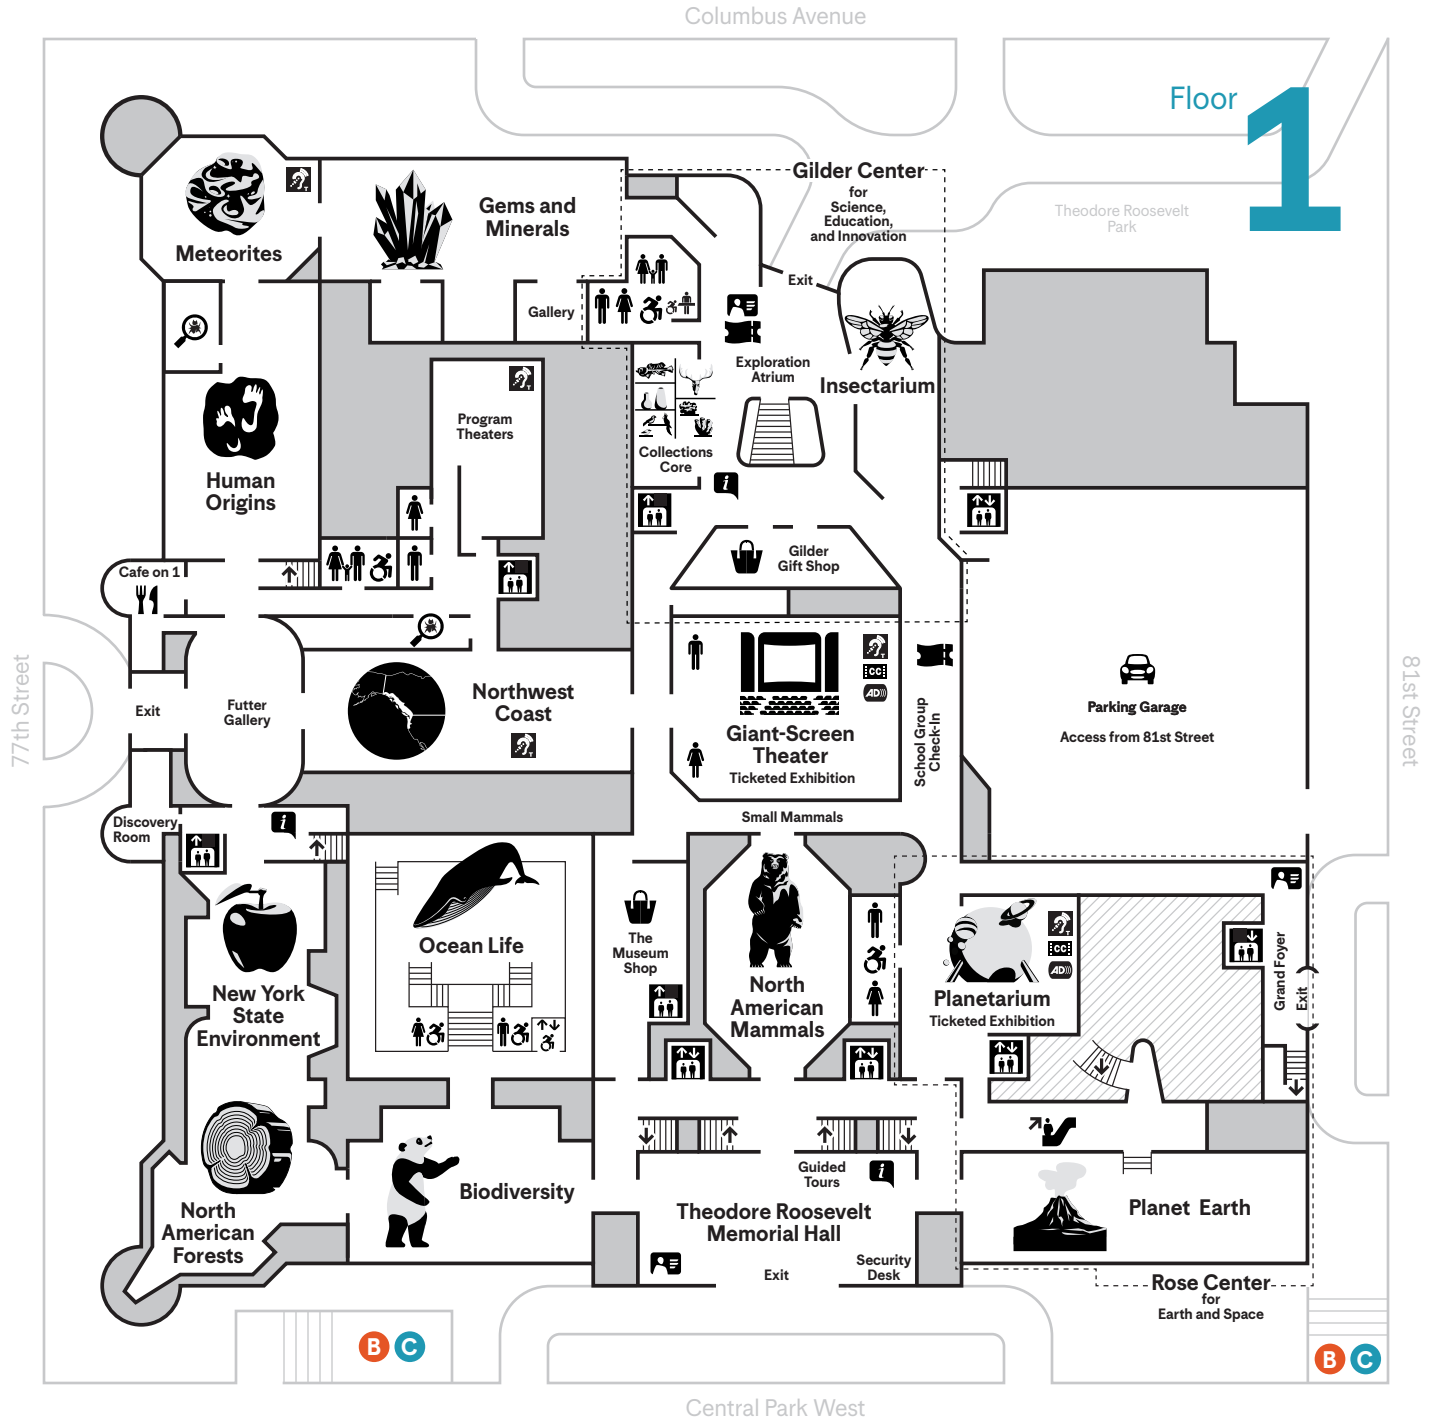 Columbus Avenue
Floor
1
Gilder Center
for
Science,
Education,
and Innovation
Theodore Roosevelt
Park
Gems and
Minerals
Meteorites
Exit
Gallery
Exploration
Atrium
Insectarium
Program
Theaters
Collections
Core
Human
Origins
i
Gilder
Gift Shop
Cafe on 1
T
CC
AD
Northwest
Coast
Futter
Gallery
Exit
77th Street
81st Street
Giant-Screen
Theater
Ticketed Exhibition
School Group
Check-In
Parking Garage
Access from 81st Street
Discovery
Room
i
Small Mammals
Ocean Life
The
Museum
Shop
North
American
Mammals
T
CC
AD
Planetarium
Ticketed Exhibition
Grand Foyer
Exit
New York
State
Environment
Guided
Tours
i
Biodiversity
Theodore Roosevelt
Memorial Hall
Planet Earth
North
American
Forests
Security
Desk
Exit
Rose Center
for
Earth and Space
B C
B C
Central Park West